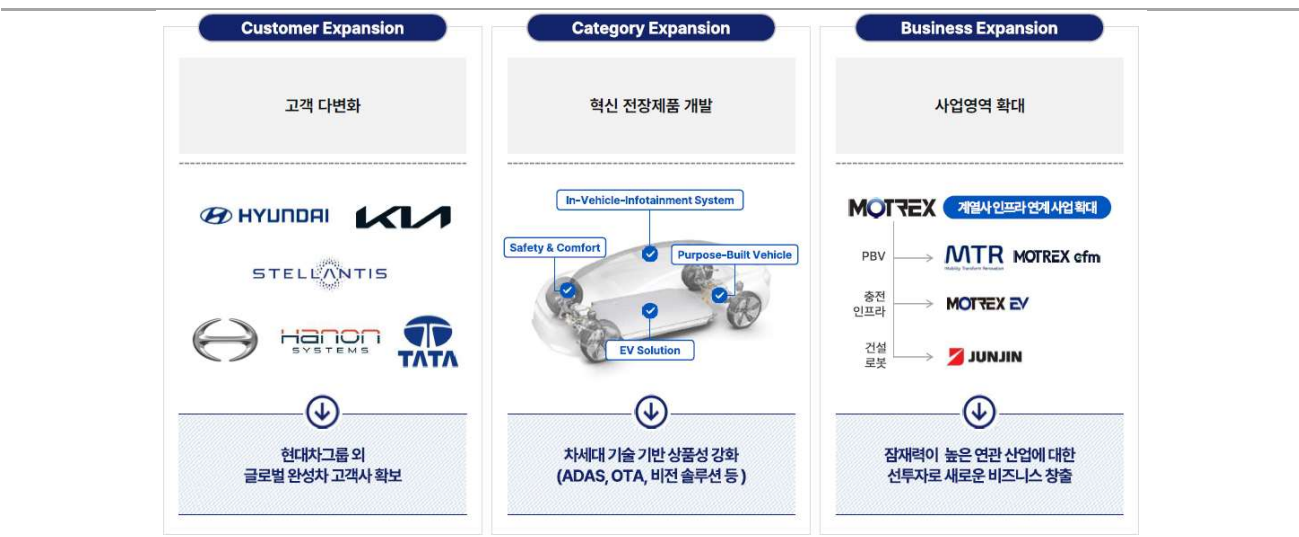 Customer Expansion
고객 다변화
HYUNDAI KIA
STELLANTIS
Hanon
SYSTEMS
TATA
현대차그룹 외
글로벌 완성차 고객사 확보
Category Expansion
혁신 전장제품 개발
In-Vehicle-Infotainment System
Safety & Comfort
Purpose-Built Vehicle
EV Solution
차세대 기술 기반 상품성 강화
(ADAS, OTA, 비전 솔루션 등)
Business Expansion
사업영역 확대
MOTREX 계열사 인프라 연계 사업 확대
PBV
MTR MOTREX efm
Mobility Transform Renovation
충전
인프라
MOTREX EV
건설
로봇
JUNJIN
잠재력이 높은 연관 산업에 대한
선투자로 새로운 비즈니스 창출